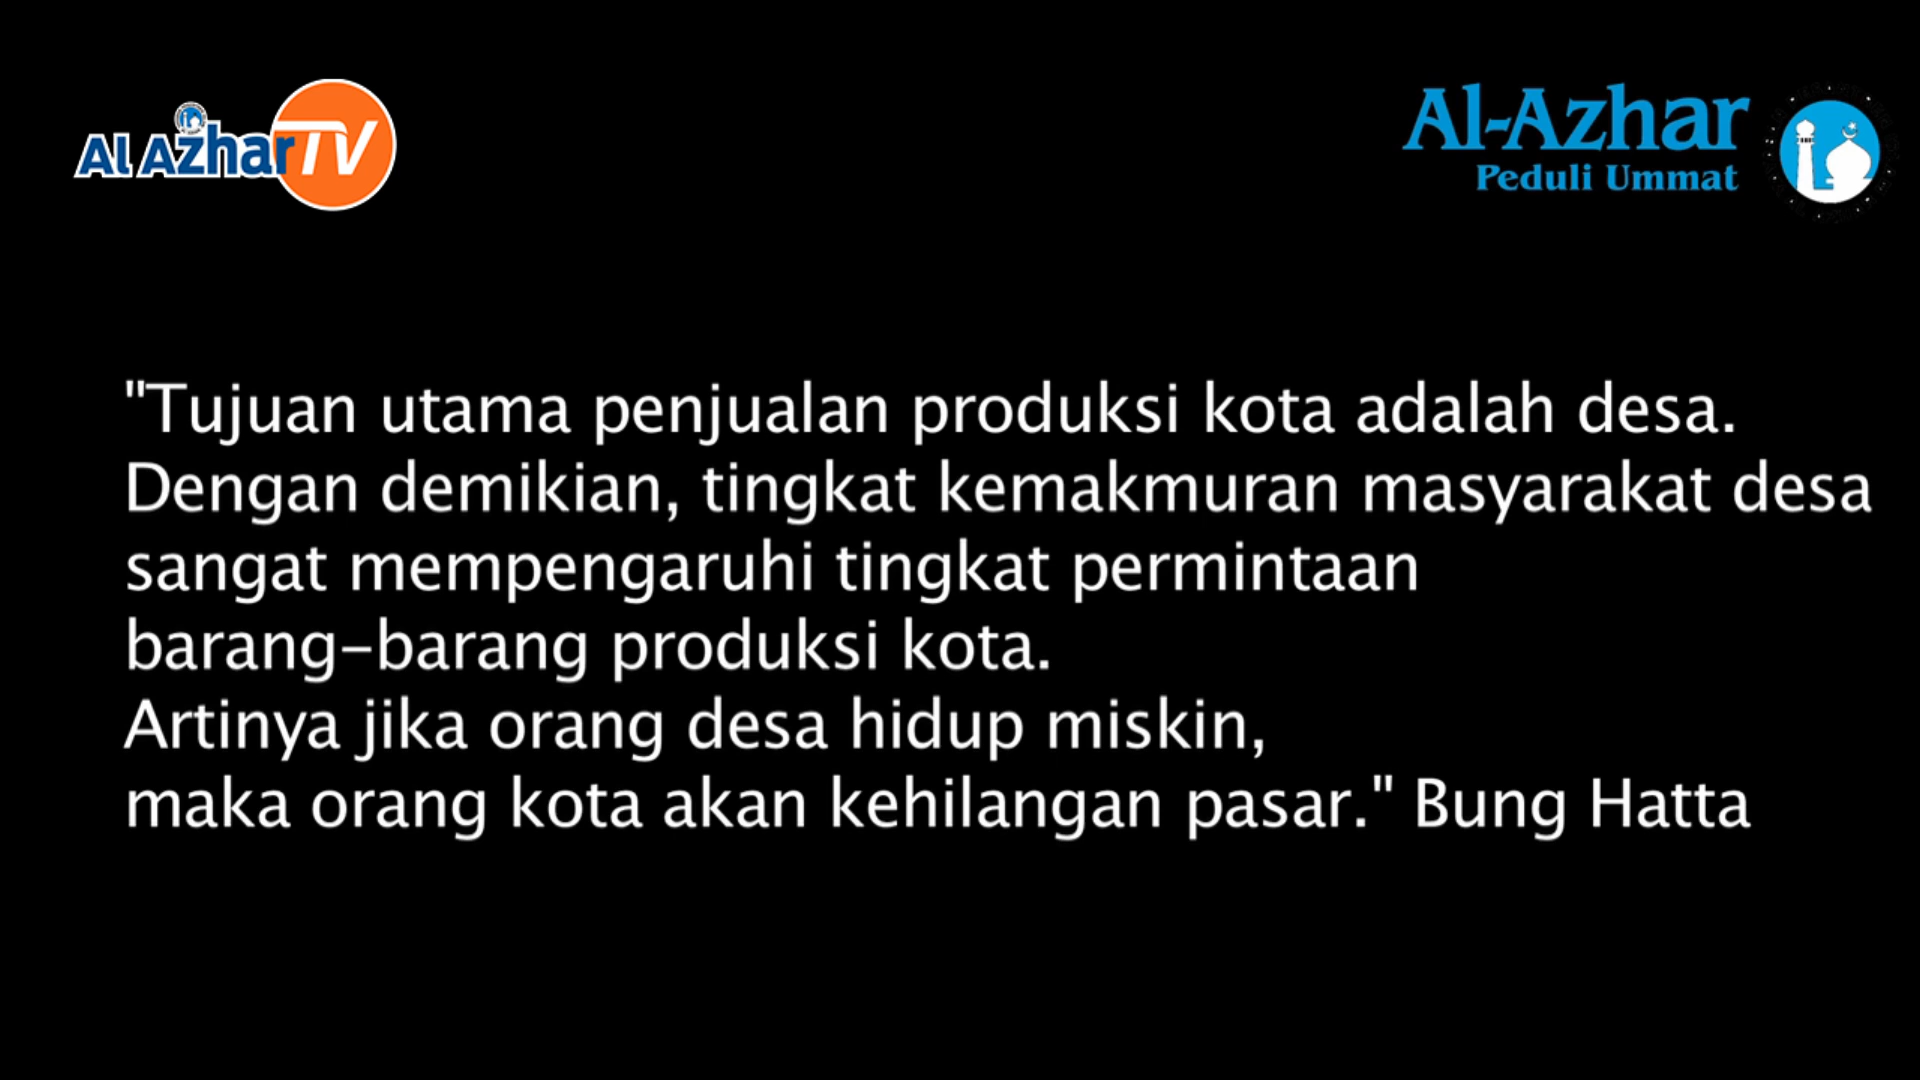 Al AzharTV
Al-Azhar
Peduli Ummat
"Tujuan utama penjualan produksi kota adalah desa.
Dengan demikian, tingkat kemakmuran masyarakat desa
sangat mempengaruhi tingkat permintaan
barang-barang produksi kota.
Artinya jika orang desa hidup miskin,
maka orang kota akan kehilangan pasar." Bung Hatta